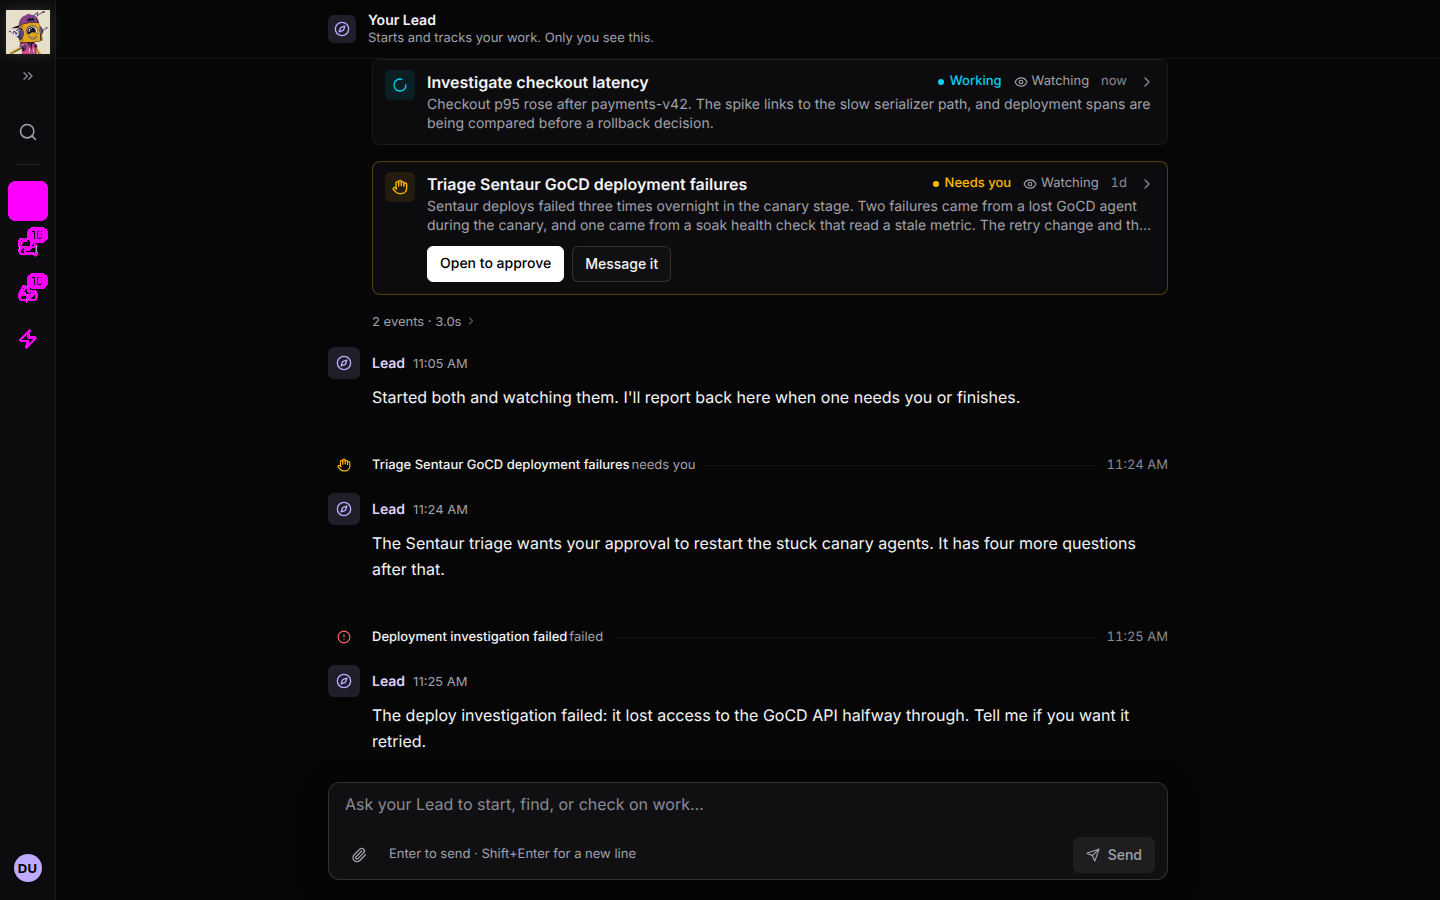 Your Lead
Starts and tracks your work. Only you see this.
Investigate checkout latency
Working
Watching
now
Checkout p95 rose after payments-v42. The spike links to the slow serializer path, and deployment spans are
being compared before a rollback decision.
Triage Sentaur GoCD deployment failures
Needs you
Watching
1d
Sentaur deploys failed three times overnight in the canary stage. Two failures came from a lost GoCD agent
during the canary, and one came from a soak health check that read a stale metric. The retry change and th...
Open to approve
Message it
2 events · 3.0s
Lead 11:05 AM
Started both and watching them. I'll report back here when one needs you or finishes.
Triage Sentaur GoCD deployment failures needs you
11:24 AM
Lead 11:24 AM
The Sentaur triage wants your approval to restart the stuck canary agents. It has four more questions
after that.
Deployment investigation failed failed
11:25 AM
Lead 11:25 AM
The deploy investigation failed: it lost access to the GoCD API halfway through. Tell me if you want it
retried.
Ask your Lead to start, find, or check on work...
Enter to send · Shift+Enter for a new line
Send
DU